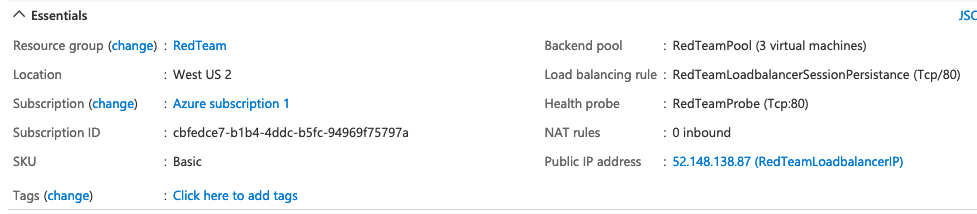 Essentials
JSC
Resource group (change) : RedTeam
Backend pool : RedTeamPool (3 virtual machines)
Location : West US 2
Load balancing rule : RedTeamLoadbalancerSessionPersistance (Tcp/80)
Subscription (change) : Azure subscription 1
Health probe : RedTeamProbe (Tcp:80)
Subscription ID : cbfedce7-b1b4-4ddc-b5fc-94969f75797a
NAT rules : 0 inbound
SKU : Basic
Public IP address : 52.148.138.87 (RedTeamLoadbalancerIP)
Tags (change) : Click here to add tags